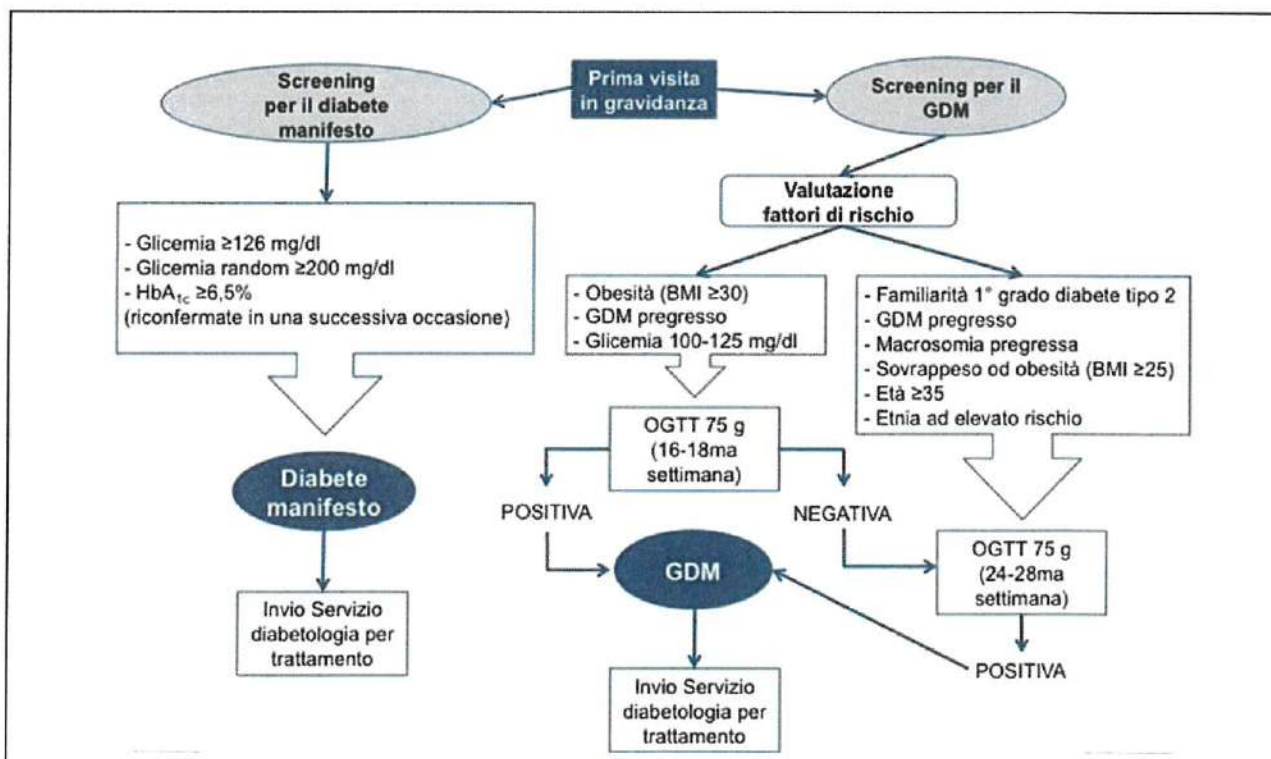 Prima visita
in gravidanza
Screening
per il diabete
manifesto
Screening per il
GDM
Valutazione
fattori di rischio
- Glicemia ≥126 mg/dl
- Glicemia random ≥200 mg/dl
- HbA1c ≥6,5%
(riconfermate in una successiva occasione)
- Obesità (BMI ≥30)
- GDM pregresso
- Glicemia 100-125 mg/dl
- Familiarità 1° grado diabete tipo 2
- GDM pregresso
- Macrosomia pregressa
- Sovrappeso od obesità (BMI ≥25)
- Età ≥35
- Etnia ad elevato rischio
OGTT 75 g
(16-18ma
settimana)
Diabete
manifesto
POSITIVA
NEGATIVA
GDM
OGTT 75 g
(24-28ma
settimana)
Invio Servizio
diabetologia per
trattamento
Invio Servizio
diabetologia per
trattamento
POSITIVA